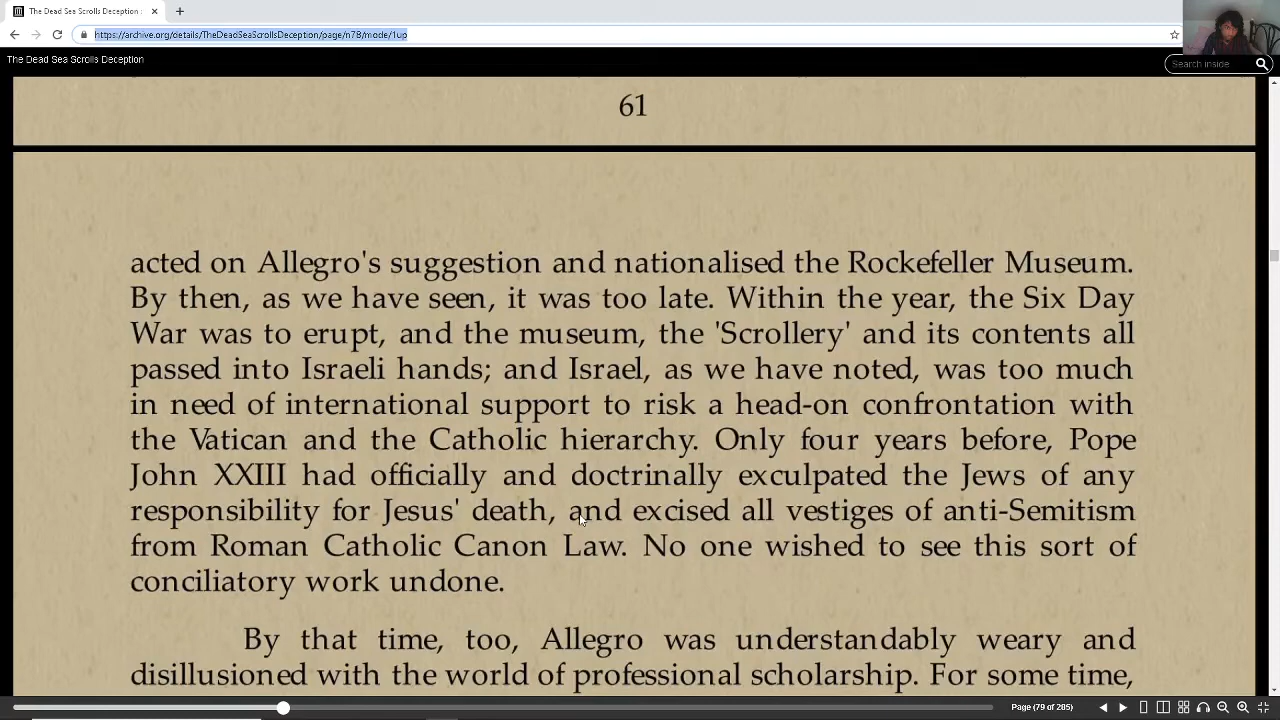 The Dead Sea Scrolls Deception :
https://archive.org/details/TheDeadSeaScrollsDeception/page/n78/mode/1up
The Dead Sea Scrolls Deception
Search inside
61
acted on Allegro's suggestion and nationalised the Rockefeller Museum.
By then, as we have seen, it was too late. Within the year, the Six Day
War was to erupt, and the museum, the 'Scrollery' and its contents all
passed into Israeli hands; and Israel, as we have noted, was too much
in need of international support to risk a head-on confrontation with
the Vatican and the Catholic hierarchy. Only four years before, Pope
John XXIII had officially and doctrinally exculpated the Jews of any
responsibility for Jesus' death, and excised all vestiges of anti-Semitism
from Roman Catholic Canon Law. No one wished to see this sort of
conciliatory work undone.
By that time, too, Allegro was understandably weary and
disillusioned with the world of professional scholarship. For some time,
Page (79 of 285)